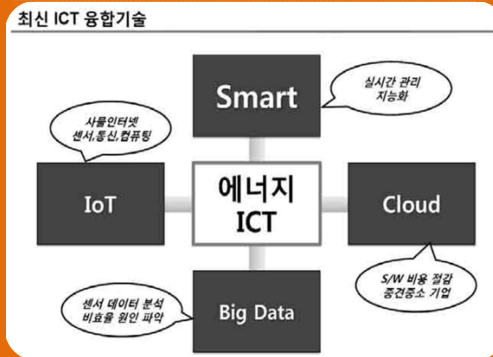 최신 ICT 융합기술
Smart
실시간 관리
지능화
사물인터넷
센서,통신,컴퓨팅
IoT
에너지
ICT
Cloud
S/W 비용 절감
중견중소 기업
센서 데이터 분석
비효율 원인 파악
Big Data